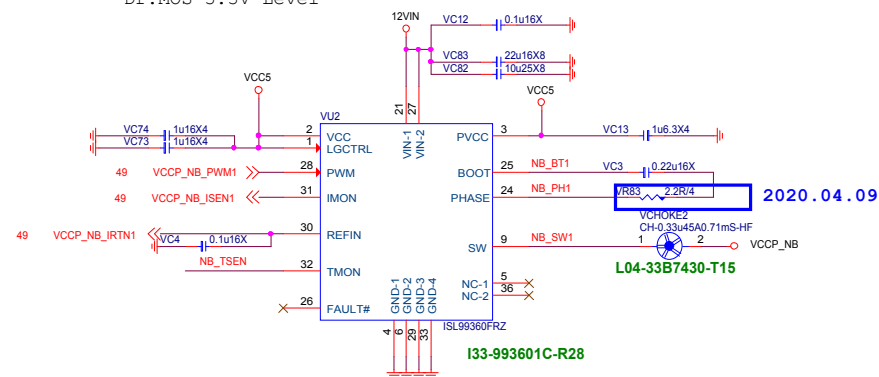 Dr.MOS 3.3V Level
12VIN
VC12 0.1u16X
VC83 22u16X8
VC82 10u25X8
VCC5
VCC5
VU2
21 27
VIN-1 VIN-2
VC74 1u16X4
VC73 1u16X4
2 VCC
1 LGCTRL
PVCC 3
VC13 1u6.3X4
49 VCCP_NB_PWM1 28 PWM
BOOT 25 NB_BT1 VC3 0.22u16X
49 VCCP_NB_ISEN1 31 IMON
PHASE 24 NB_PH1 VR83 2.2R/4 2020.04.09
VCHOKE2
CH-0.33u45A0.71mS-HF
49 VCCP_NB_IRTN1 30 REFIN
VC4 0.1u16X
SW 9 NB_SW1 1 2 VCCP_NB
L04-33B7430-T15
NB_TSEN 32 TMON
NC-1 5
NC-2 36
26 FAULT#
GND-1 GND-2 GND-3 GND-4
4 6 29 33
ISL99360FRZ
I33-993601C-R28